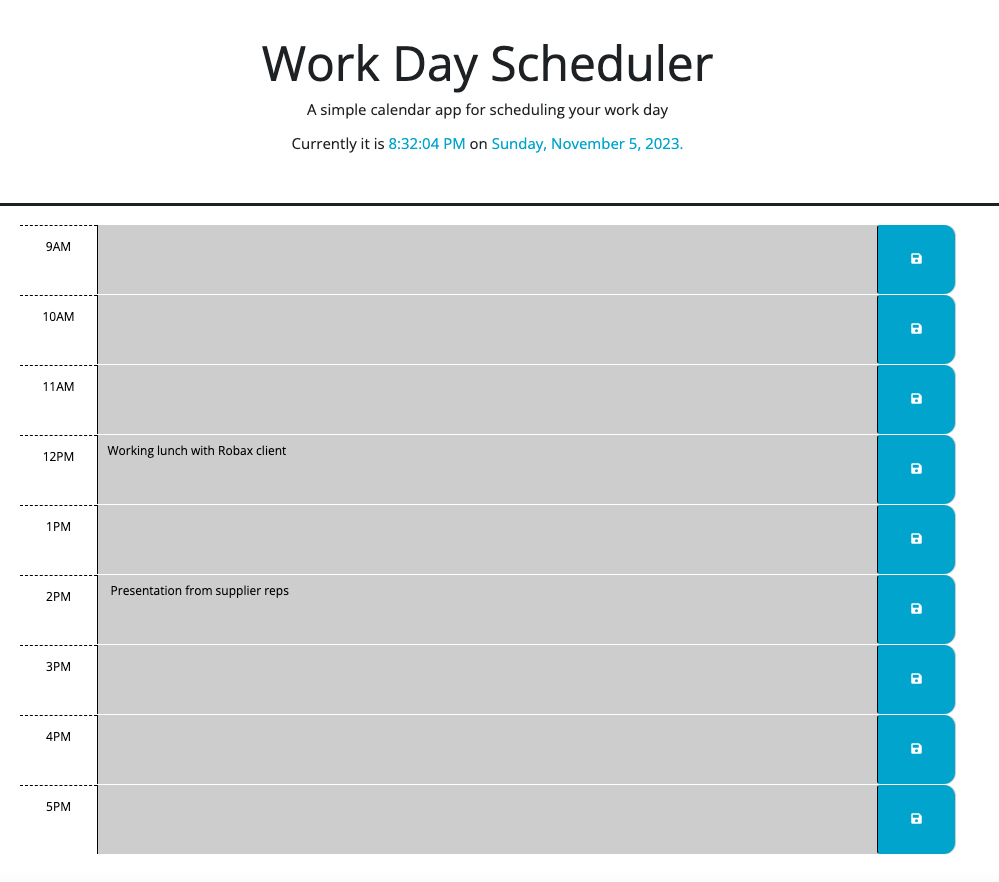 Work Day Scheduler
A simple calendar app for scheduling your work day
Currently it is 8:32:04 PM on Sunday, November 5, 2023.
9AM
10AM
11AM
12PM Working lunch with Robax client
1PM
2PM Presentation from supplier reps
3PM
4PM
5PM